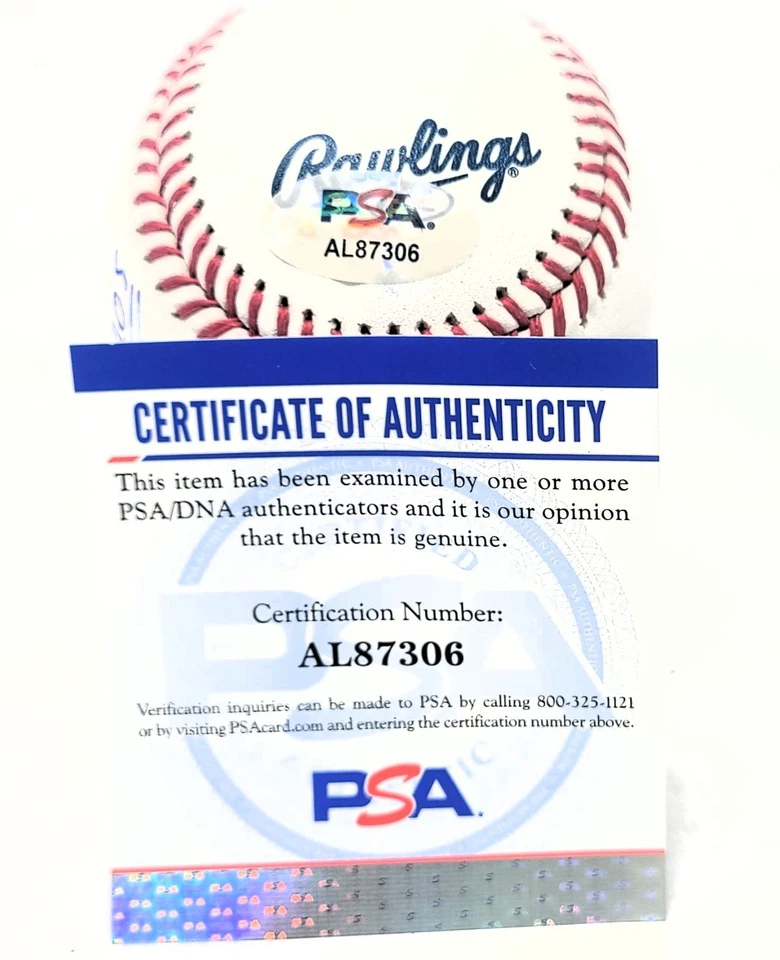 Rawlings®
PSA®
AL87306
CERTIFICATE OF AUTHENTICITY
This item has been examined by one or more
PSA/DNA authenticators and it is our opinion
that the item is genuine.
Certification Number:
AL87306
Verification inquiries can be made to PSA by calling 800-325-1121
or by visiting PSAcard.com and entering the certification number above.
PSA.